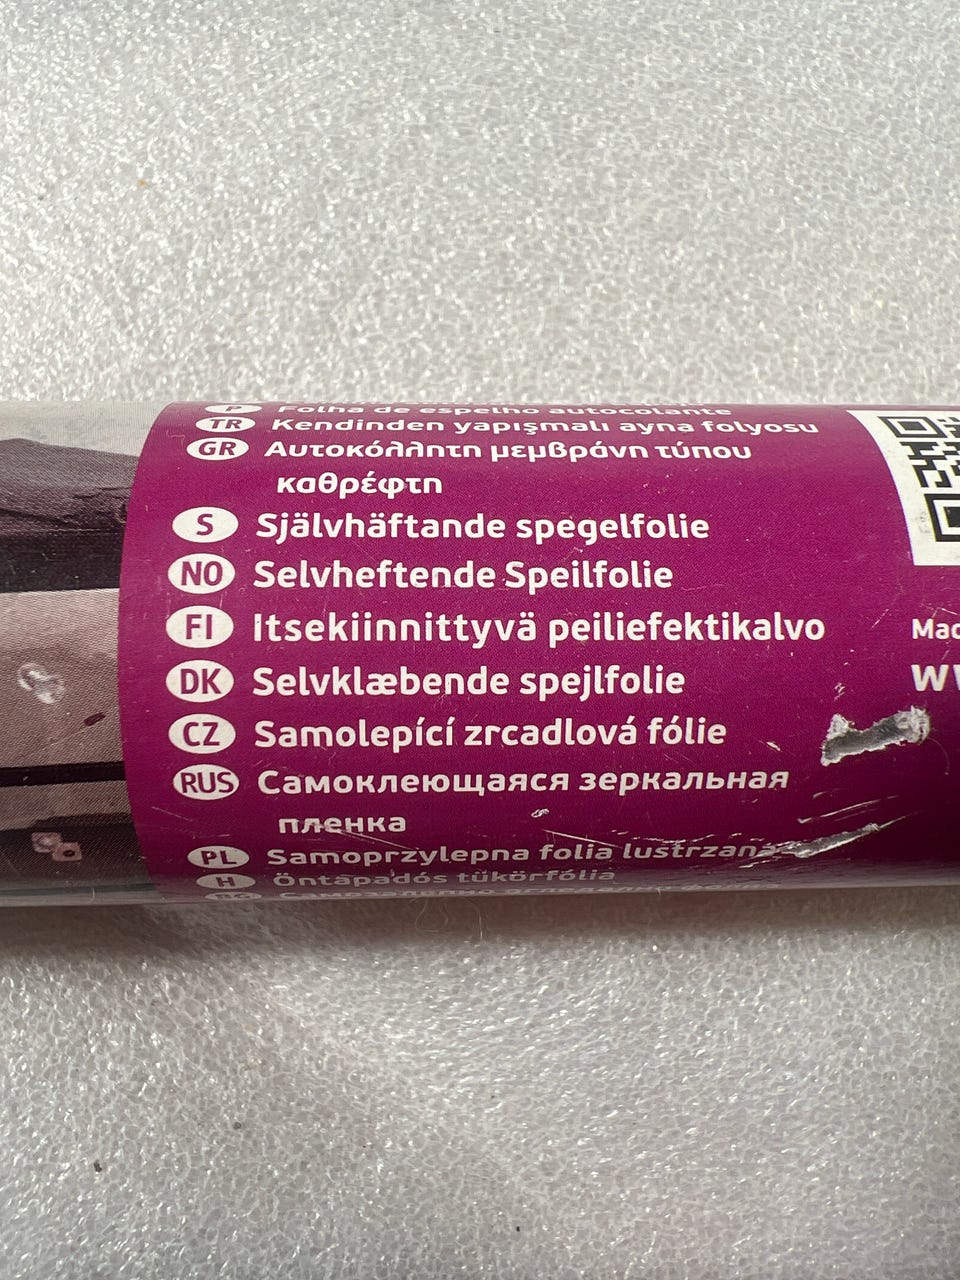 P Folha de espelho autocolante
TR Kendinden yapışmalı ayna folyosu
GR Αυτοκόλλητη μεμβράνη τύπου
καθρέφτη
S Självhäftande spegelfolie
NO Selvheftende Speilfolie
FI Itsekiinnittyvä peiliefektikalvo
DK Selvklæbende spejlfolie
CZ Samolepící zrcadlová fólie
RUS Самоклеющаяся зеркальная
пленка
PL Samoprzylepna folia lustrzana
H Öntapadós tükörfólia
BG
Mad